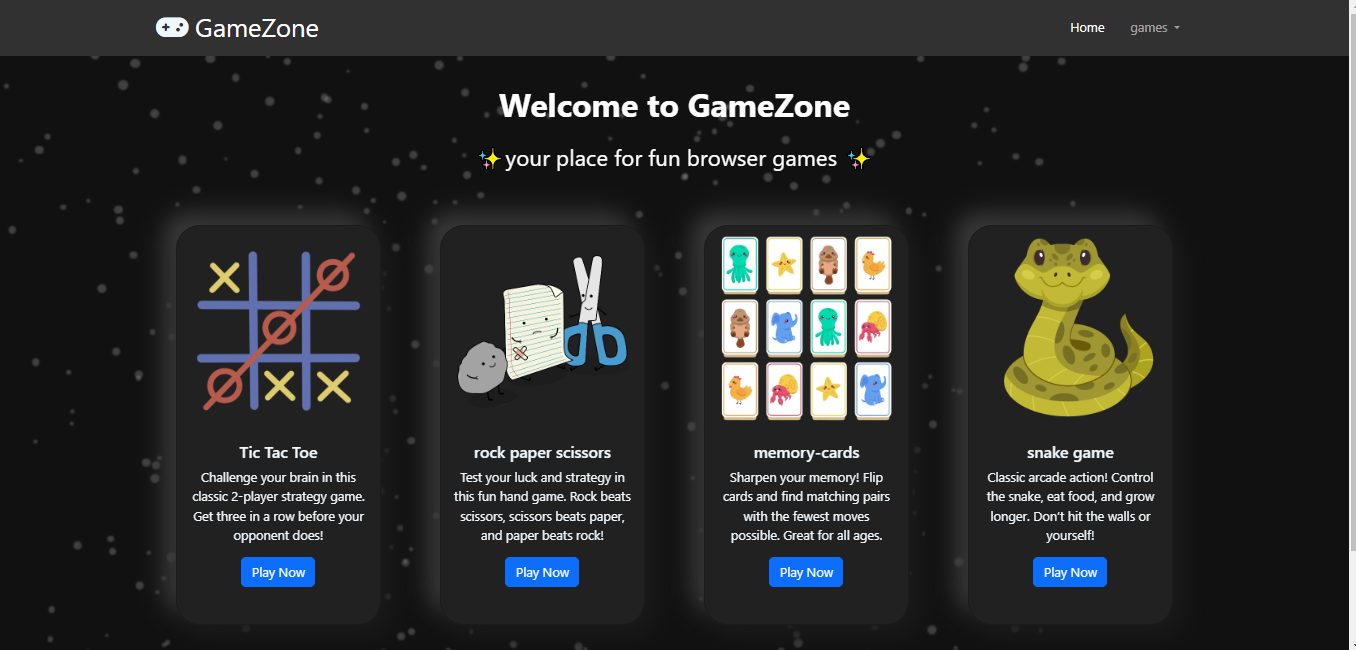 GameZone
Home
games
Welcome to GameZone
✨your place for fun browser games ✨
Tic Tac Toe
Challenge your brain in this
classic 2-player strategy game.
Get three in a row before your
opponent does!
Play Now
rock paper scissors
Test your luck and strategy in
this fun hand game. Rock beats
scissors, scissors beats paper,
and paper beats rock!
Play Now
memory-cards
Sharpen your memory! Flip
cards and find matching pairs
with the fewest moves
possible. Great for all ages.
Play Now
snake game
Classic arcade action! Control
the snake, eat food, and grow
longer. Don’t hit the walls or
yourself!
Play Now